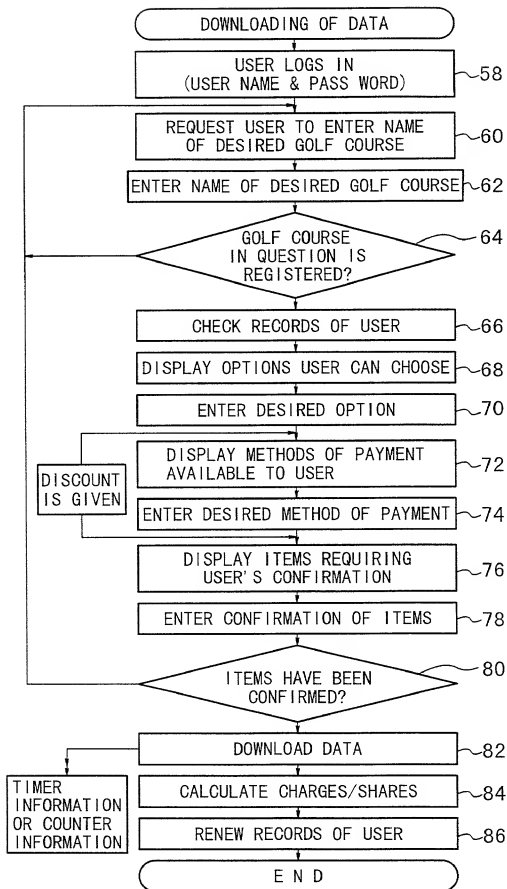 DOWNLOADING OF DATA
USER LOGS IN
(USER NAME & PASS WORD)
58
REQUEST USER TO ENTER NAME
OF DESIRED GOLF COURSE
60
ENTER NAME OF DESIRED GOLF COURSE
62
GOLF COURSE
IN QUESTION IS
REGISTERED?
64
CHECK RECORDS OF USER
66
DISPLAY OPTIONS USER CAN CHOOSE
68
ENTER DESIRED OPTION
70
DISPLAY METHODS OF PAYMENT
AVAILABLE TO USER
72
DISCOUNT
IS GIVEN
ENTER DESIRED METHOD OF PAYMENT
74
DISPLAY ITEMS REQUIRING
USER'S CONFIRMATION
76
ENTER CONFIRMATION OF ITEMS
78
ITEMS HAVE BEEN
CONFIRMED?
80
DOWNLOAD DATA
82
TIMER
INFORMATION
OR COUNTER
INFORMATION
CALCULATE CHARGES/SHARES
84
RENEW RECORDS OF USER
86
END